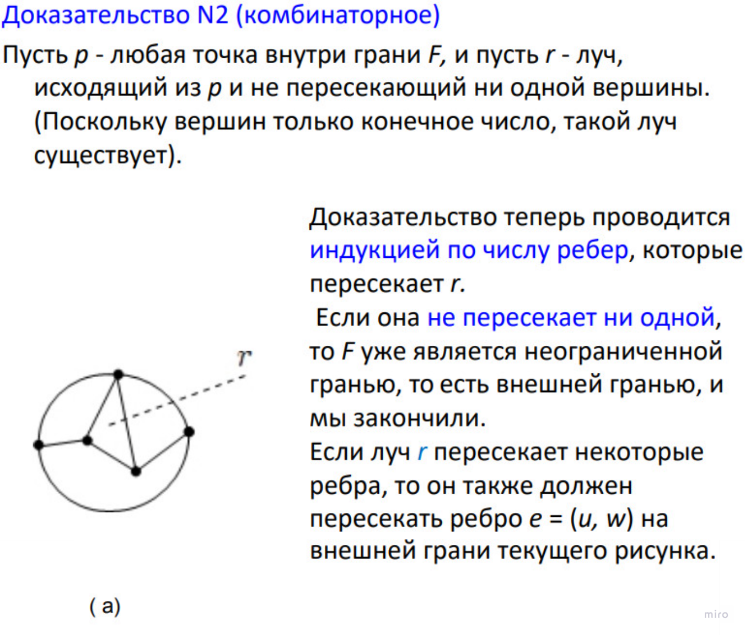 Доказательство N2 (комбинаторное)
Пусть p - любая точка внутри грани F, и пусть r - луч,
исходящий из p и не пересекающий ни одной вершины.
(Поскольку вершин только конечное число, такой луч
существует).
Доказательство теперь проводится
индукцией по числу ребер, которые
пересекает r.
Если она не пересекает ни одной,
то F уже является неограниченной
гранью, то есть внешней гранью, и
мы закончили.
Если луч r пересекает некоторые
ребра, то он также должен
пересекать ребро e = (u, w) на
внешней грани текущего рисунка.
r
( a)
miro